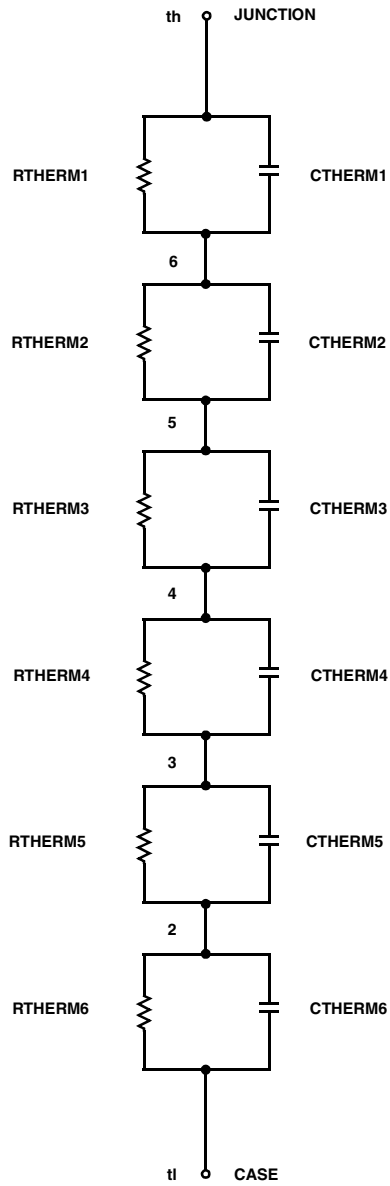 th JUNCTION
RTHERM1 CTHERM1
6
RTHERM2 CTHERM2
5
RTHERM3 CTHERM3
4
RTHERM4 CTHERM4
3
RTHERM5 CTHERM5
2
RTHERM6 CTHERM6
tl CASE